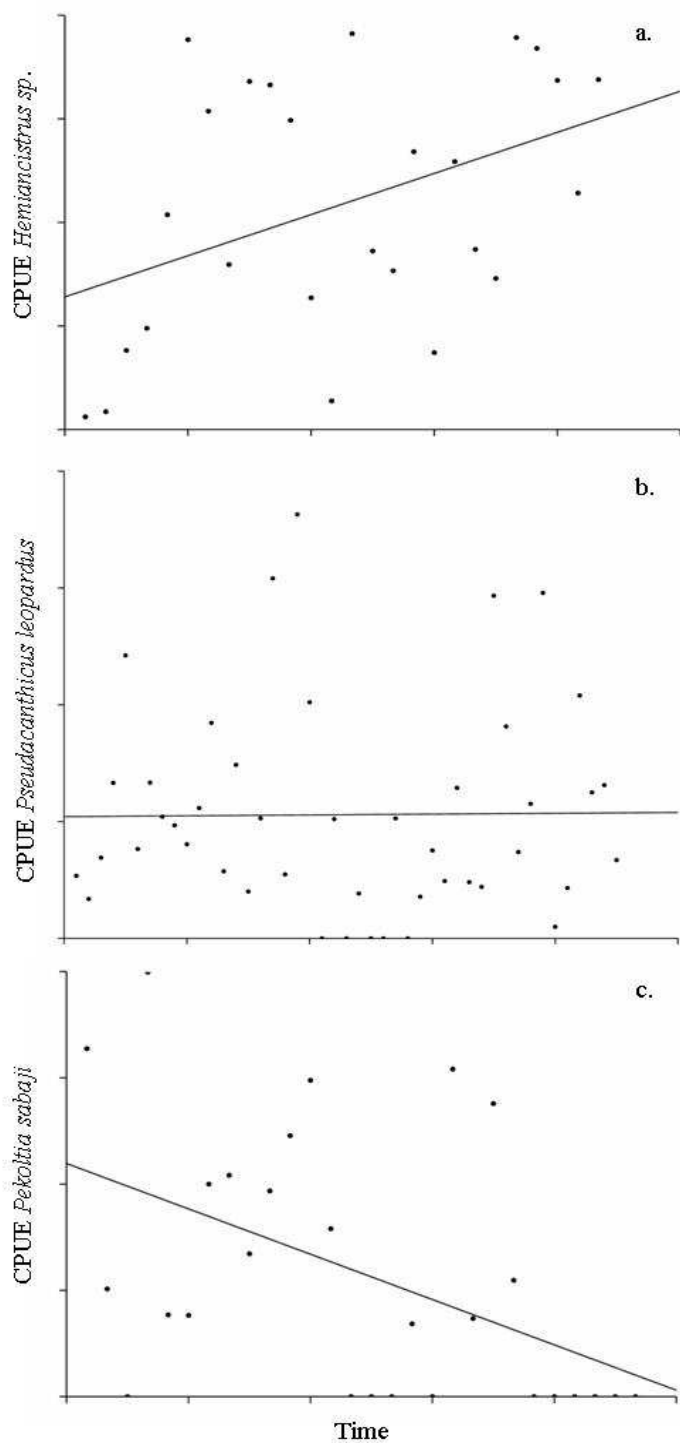 a.
CPUE Hemiancistrus sp.
b.
CPUE Pseudacanthicus leopardus
c.
CPUE Pekoltia sabaji
Time